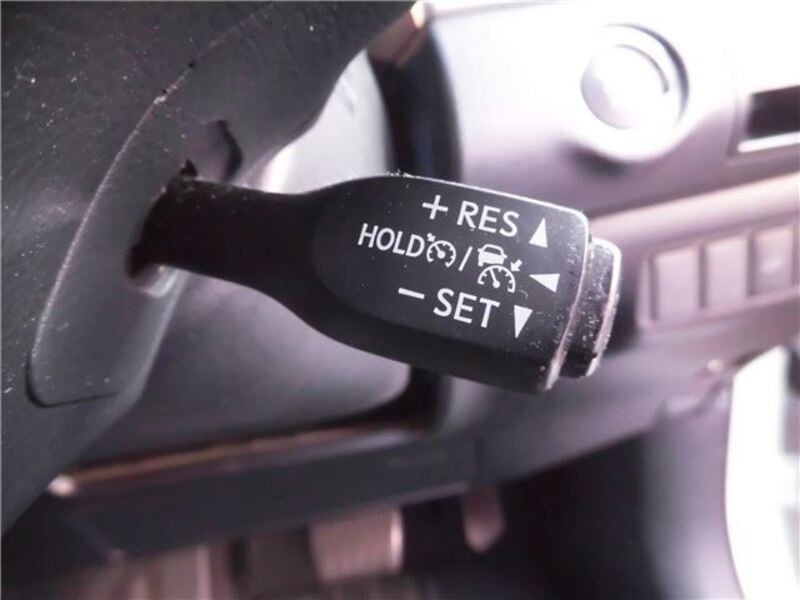 + RES ▲
HOLD / ◀
− SET ▼